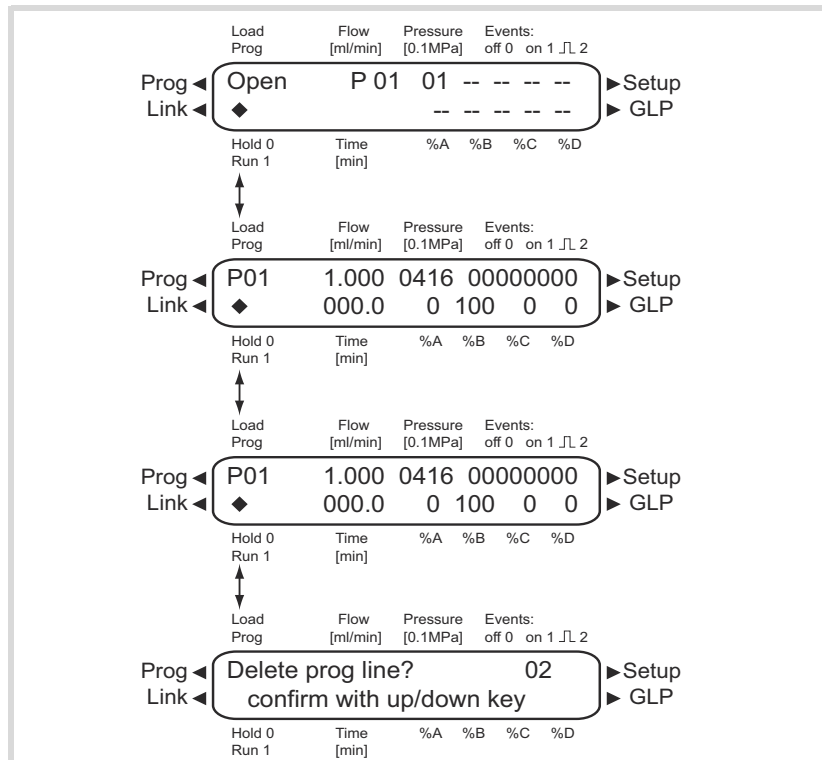 Load Flow Pressure Events:
Prog [ml/min] [0.1MPa] off 0 on 1 ⎍ 2
Prog ◄ Open P 01 01 -- -- -- -- ►Setup
Link ◄ ◆ -- -- -- -- -- ► GLP
Hold 0 Time %A %B %C %D
Run 1 [min]
Load Flow Pressure Events:
Prog [ml/min] [0.1MPa] off 0 on 1 ⎍ 2
Prog ◄ P01 1.000 0416 00000000 ►Setup
Link ◄ ◆ 000.0 0 100 0 0 ► GLP
Hold 0 Time %A %B %C %D
Run 1 [min]
Load Flow Pressure Events:
Prog [ml/min] [0.1MPa] off 0 on 1 ⎍ 2
Prog ◄ P01 1.000 0416 00000000 ►Setup
Link ◄ ◆ 000.0 0 100 0 0 ► GLP
Hold 0 Time %A %B %C %D
Run 1 [min]
Load Flow Pressure Events:
Prog [ml/min] [0.1MPa] off 0 on 1 ⎍ 2
Prog ◄ Delete prog line? 02 ►Setup
Link ◄ confirm with up/down key ► GLP
Hold 0 Time %A %B %C %D
Run 1 [min]